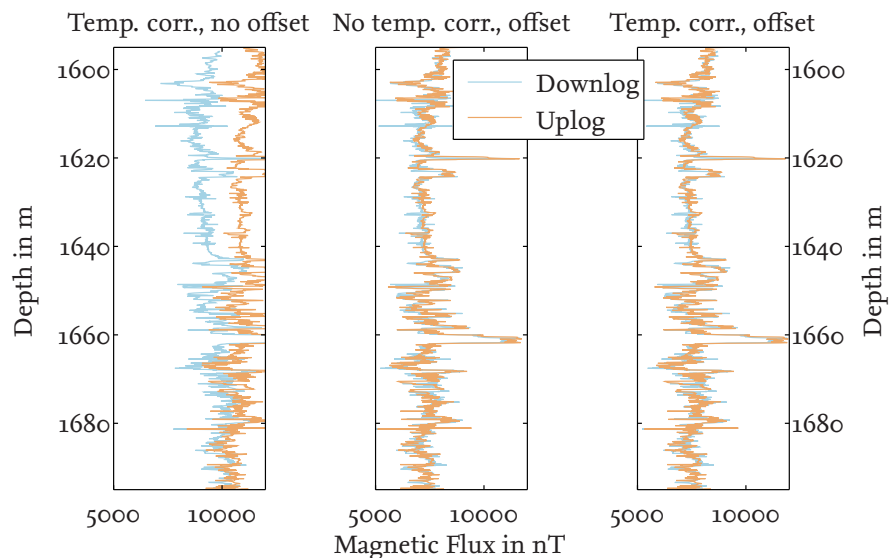 Temp. corr., no offset
No temp. corr., offset
Temp. corr., offset
Downlog
Uplog
1600
1620
1640
1660
1680
Depth in m
1600
1620
1640
1660
1680
Depth in m
5000
10000
5000
10000
5000
10000
Magnetic Flux in nT